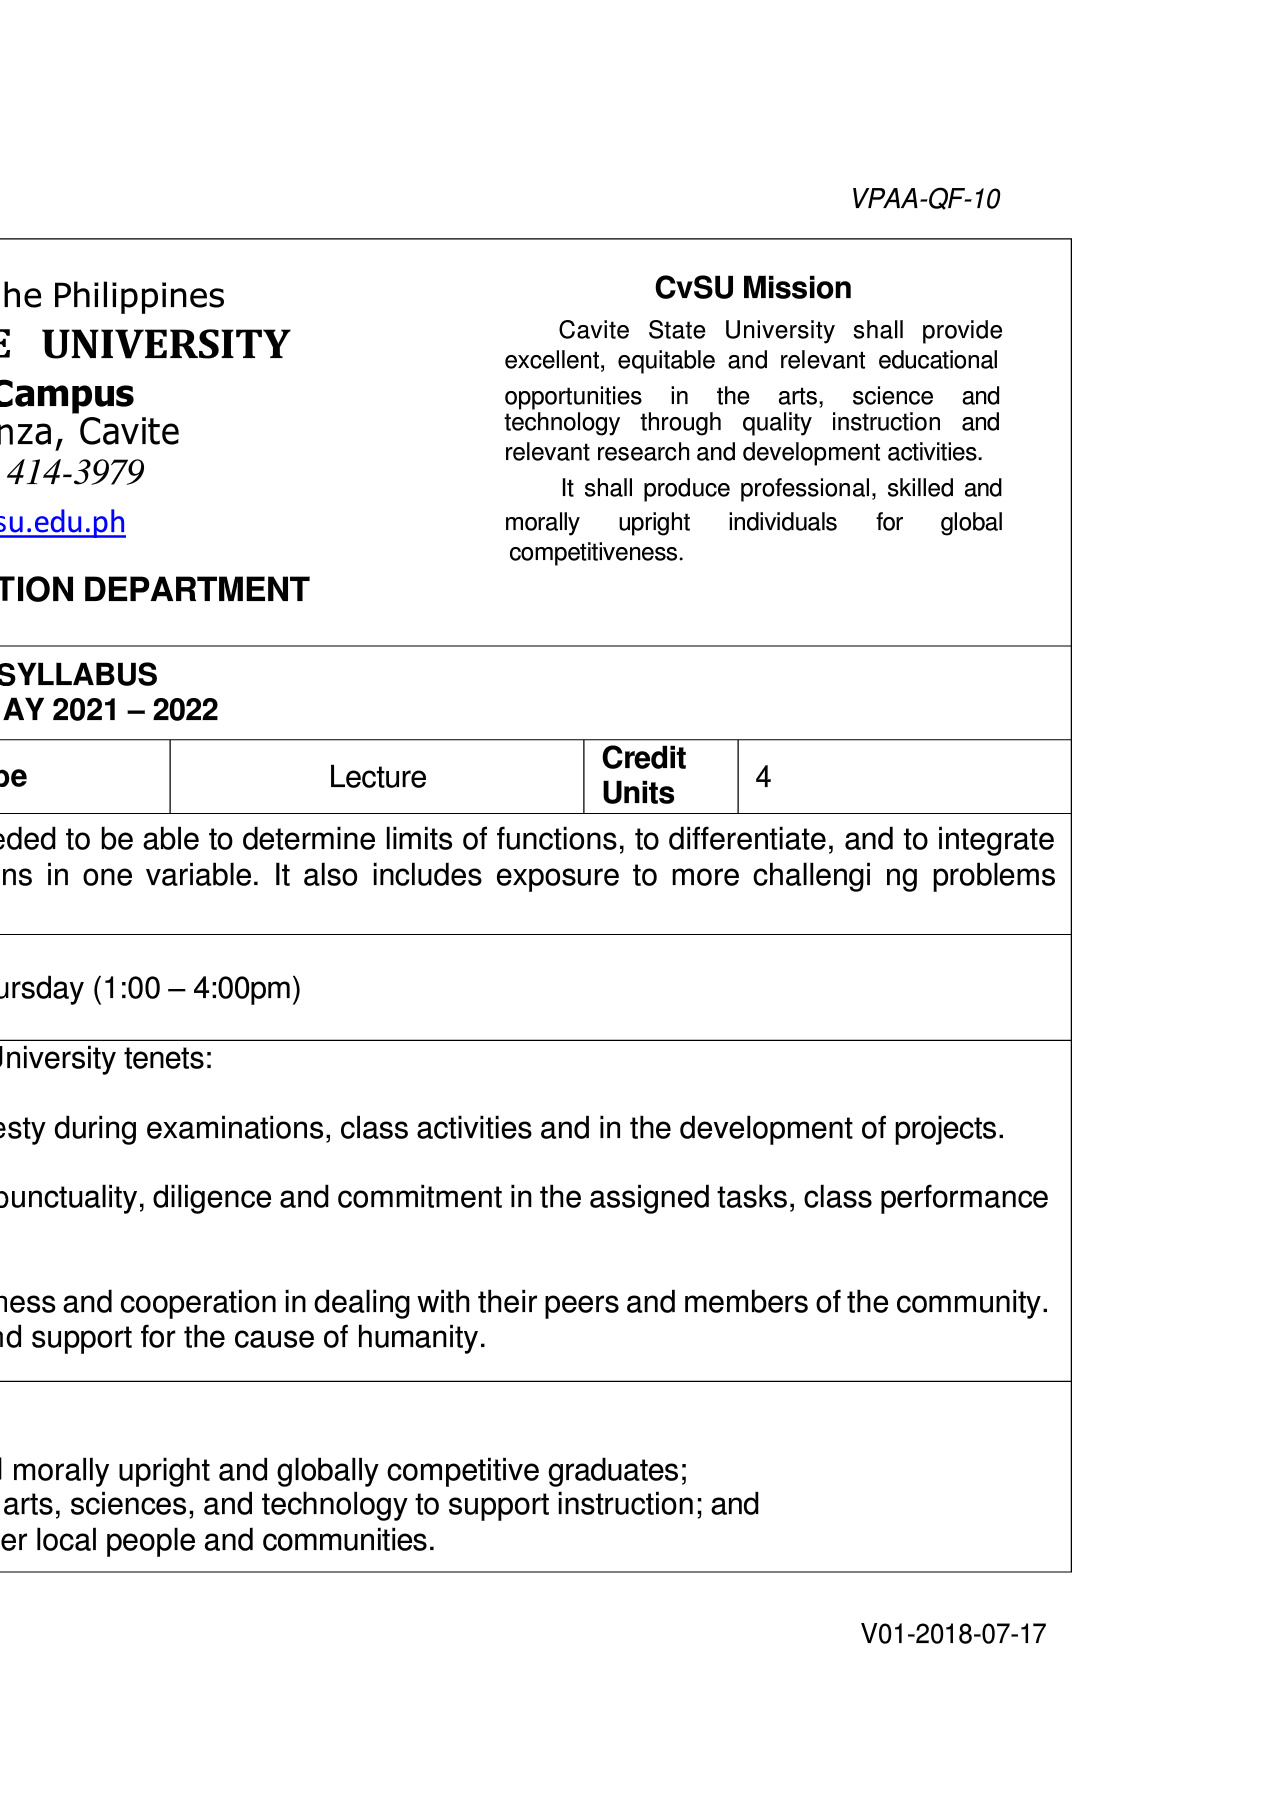 VPAA-QF-10
he Philippines
E UNIVERSITY
Campus
nza, Cavite
414-3979
su.edu.ph
TION DEPARTMENT
CvSU Mission
Cavite State University shall provide
excellent, equitable and relevant educational
opportunities in the arts, science and
technology through quality instruction and
relevant research and development activities.
It shall produce professional, skilled and
morally upright individuals for global
competitiveness.
SYLLABUS
AY 2021 – 2022
pe
Lecture
Credit
Units
4
eded to be able to determine limits of functions, to differentiate, and to integrate
ns in one variable. It also includes exposure to more challengi ng problems
ursday (1:00 – 4:00pm)
University tenets:
esty during examinations, class activities and in the development of projects.
punctuality, diligence and commitment in the assigned tasks, class performance
ness and cooperation in dealing with their peers and members of the community.
nd support for the cause of humanity.
d morally upright and globally competitive graduates;
arts, sciences, and technology to support instruction; and
er local people and communities.
V01-2018-07-17